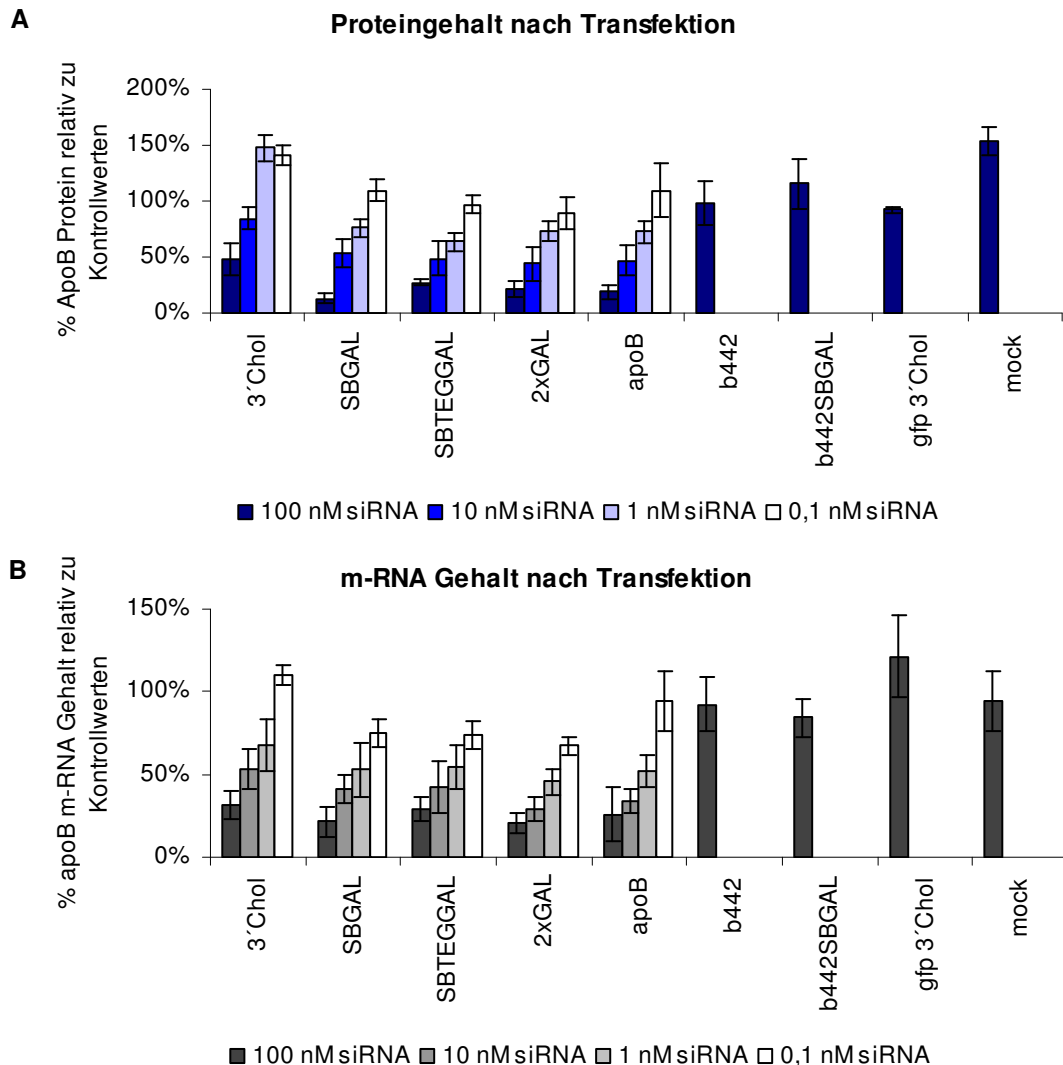 A
Proteingehalt nach Transfektion
% ApoB Protein relativ zu
Kontrollwerten
200%
150%
100%
50%
0%
3´Chol
SBGAL
SBTEGGAL
2xGAL
apoB
b442
b442SBGAL
gfp 3´Chol
mock
100 nM siRNA 10 nM siRNA 1 nM siRNA 0,1 nM siRNA
B
m-RNA Gehalt nach Transfektion
% apoB m-RNA Gehalt relativ zu
Kontrollwerten
150%
100%
50%
0%
3´Chol
SBGAL
SBTEGGAL
2xGAL
apoB
b442
b442SBGAL
gfp 3´Chol
mock
100 nM siRNA 10 nM siRNA 1 nM siRNA 0,1 nM siRNA